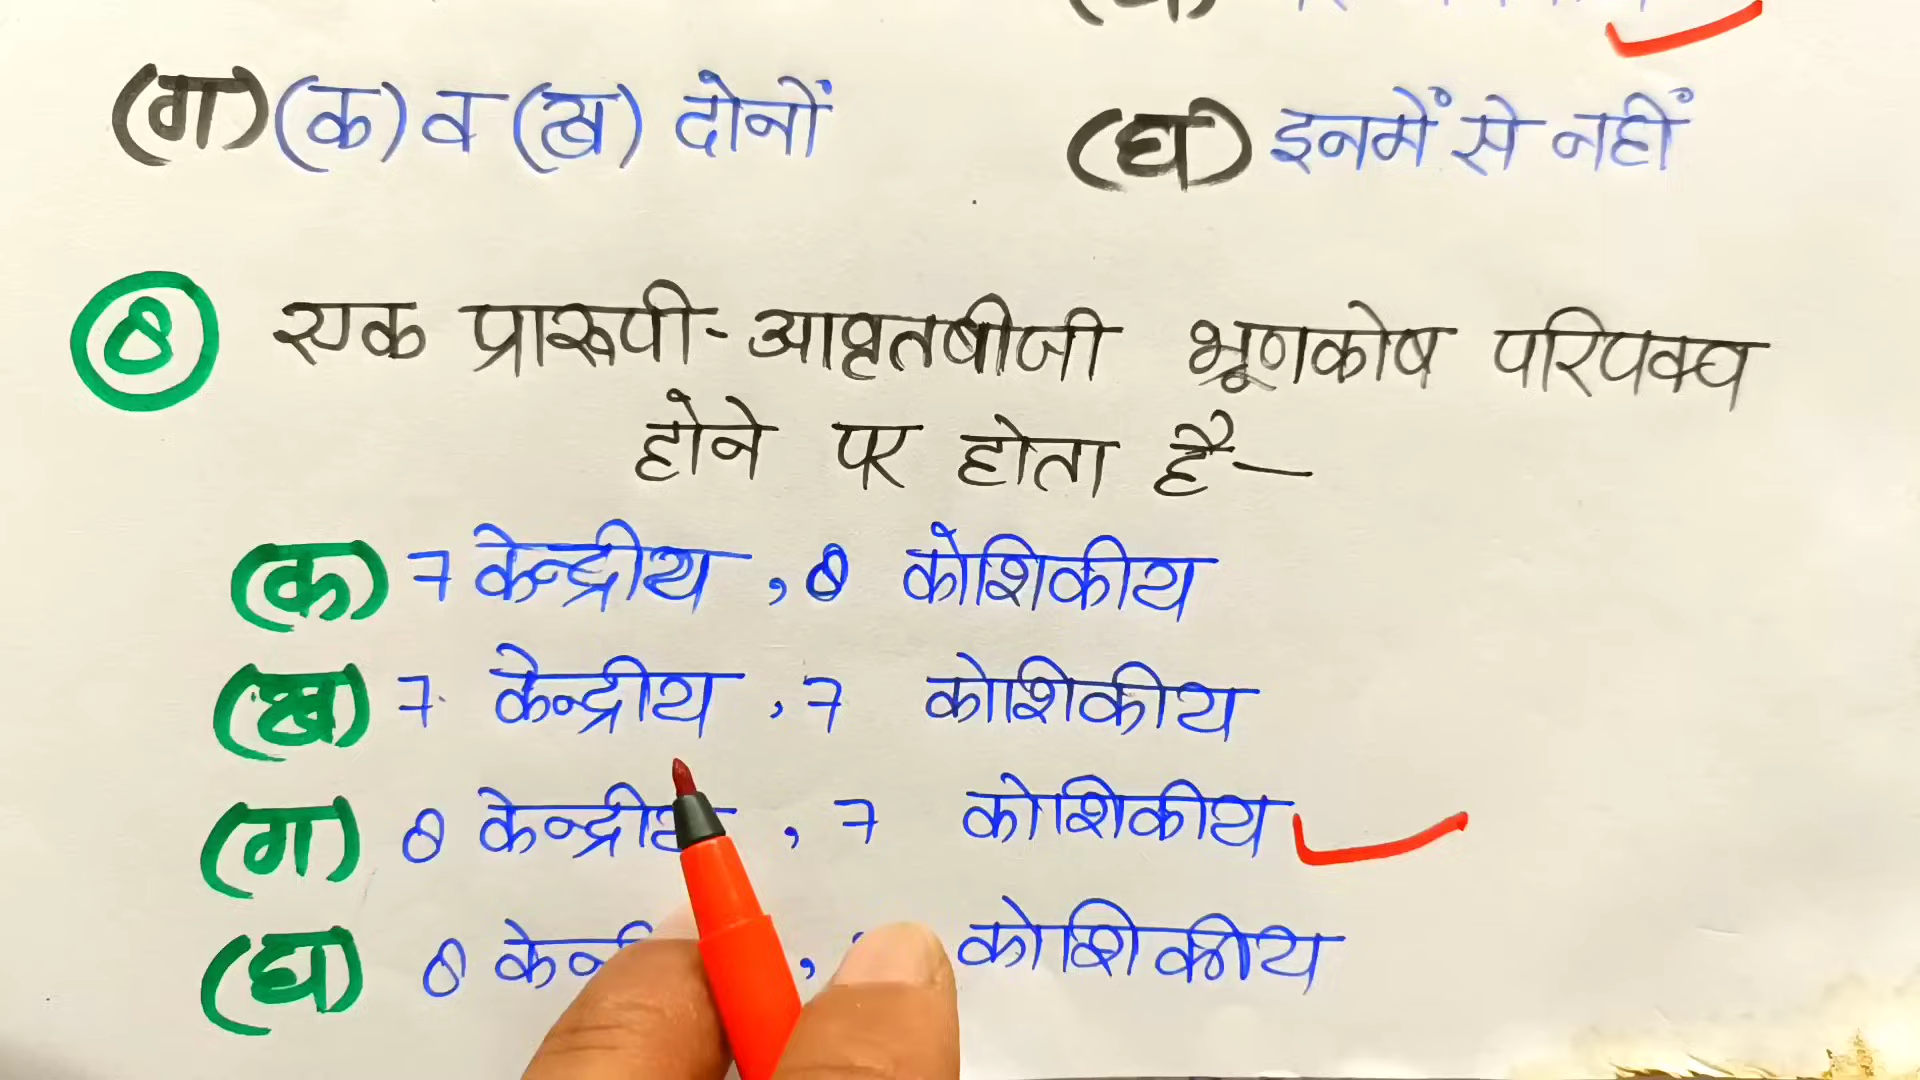 (ग) (क) व (ख) दोनों
(घ) इनमें से नहीं
8 एक प्रारूपी-आवृतबीजी भ्रूणकोष परिपक्व
होने पर होता है-
(क) 7 केन्द्रीय , 8 कोशिकीय
(ख) 7 केन्द्रीय , 7 कोशिकीय
(ग) 8 केन्द्रीय , 7 कोशिकीय
(घ) 8 , कोशिकीय